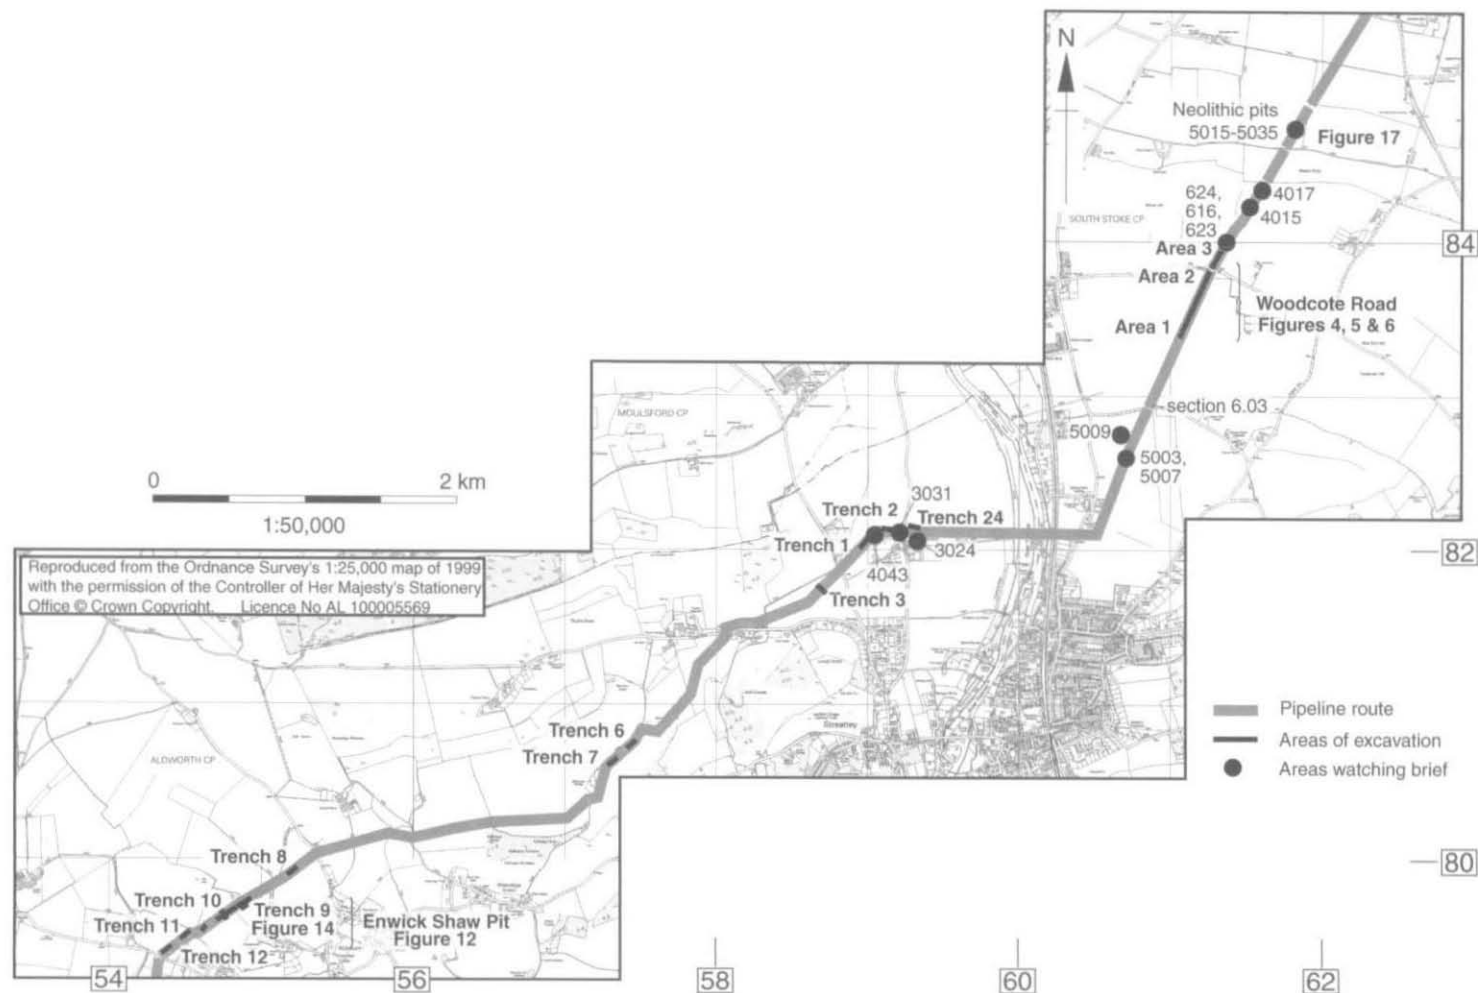 N
Neolithic pits
5015-5035
Figure 17
624,
616,
623
4017
4015
SOUTH STOKE CP
Area 3
84
Area 2
Woodcote Road
Figures 4, 5 & 6
Area 1
MOULSFORD CP
section 6.03
5009
5003,
5007
0 2 km
1:50,000
3031
Trench 2
Trench 24
Trench 1
3024
82
4043
Trench 3
Reproduced from the Ordnance Survey's 1:25,000 map of 1999
with the permission of the Controller of Her Majesty's Stationery
Office © Crown Copyright. Licence No AL 100005569
Streatley
Pipeline route
Areas of excavation
Areas watching brief
Trench 6
Trench 7
ALDWORTH CP
Trench 8
80
Trench 10
Trench 9
Figure 14
Trench 11
Enwick Shaw Pit
Figure 12
Trench 12
54
56
58
60
62